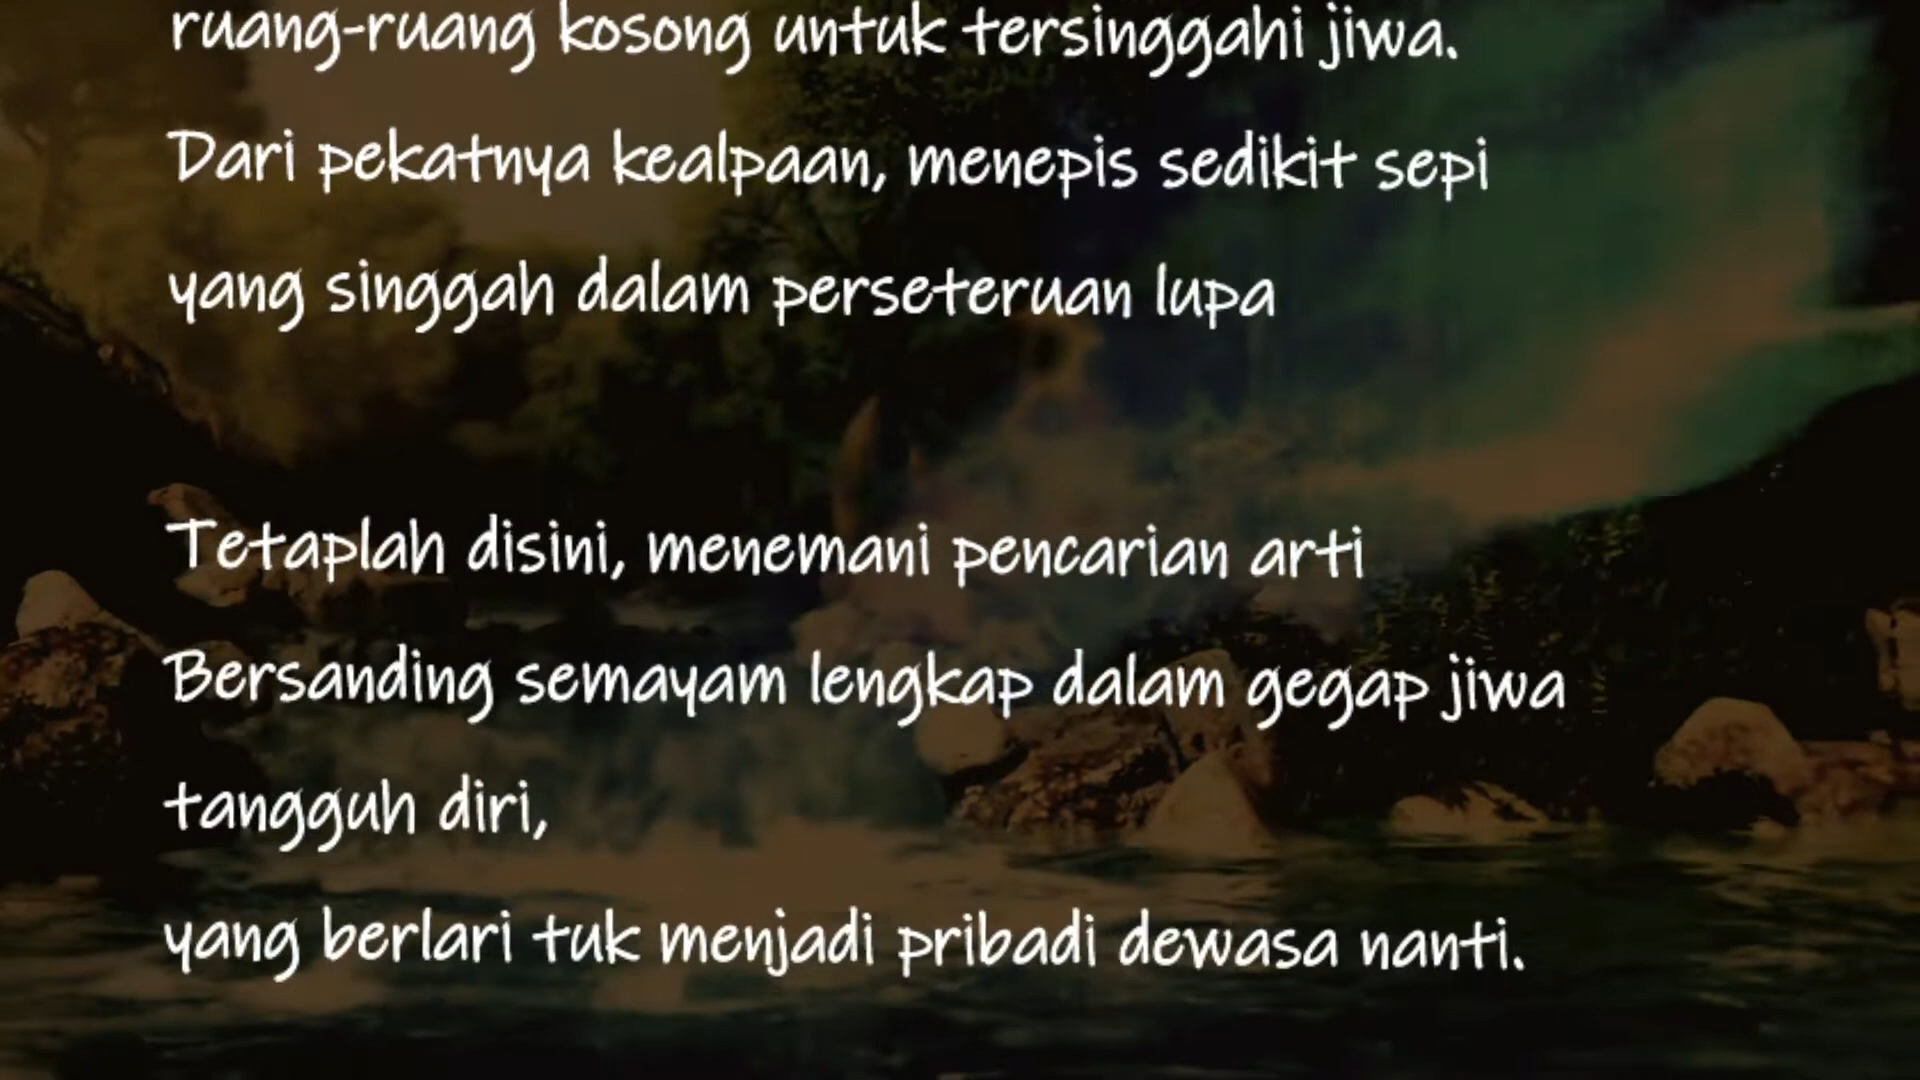 ruang-ruang kosong untuk tersinggahi jiwa.
Dari pekatnya kealpaan, menepis sedikit sepi
yang singgah dalam perseteruan lupa
Tetaplah disini, menemani pencarian arti
Bersanding semayam lengkap dalam gegap jiwa
tangguh diri,
yang berlari tuk menjadi pribadi dewasa nanti.